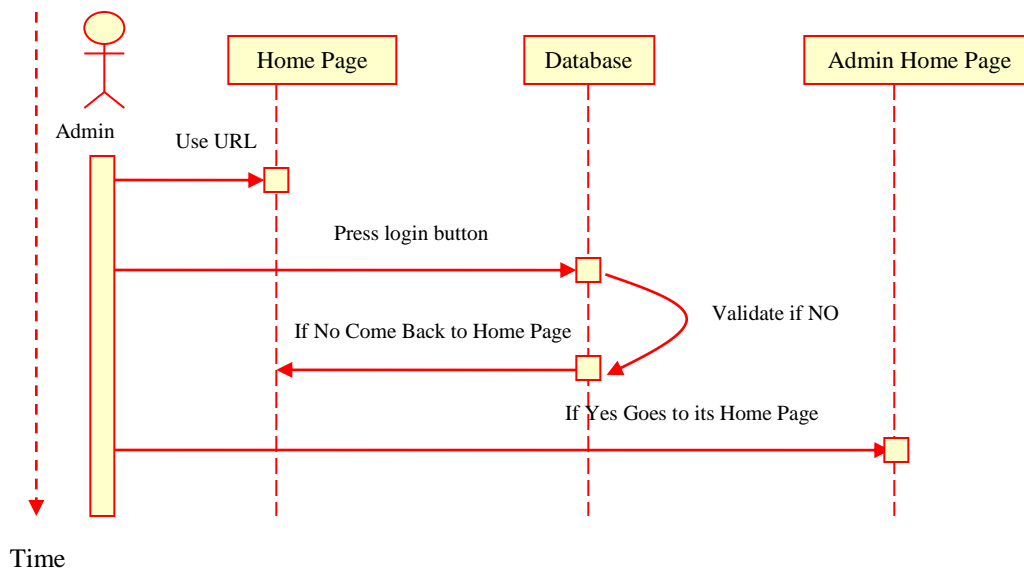 Home Page
Database
Admin Home Page
Admin
Use URL
Press login button
Validate if NO
If No Come Back to Home Page
If Yes Goes to its Home Page
Time